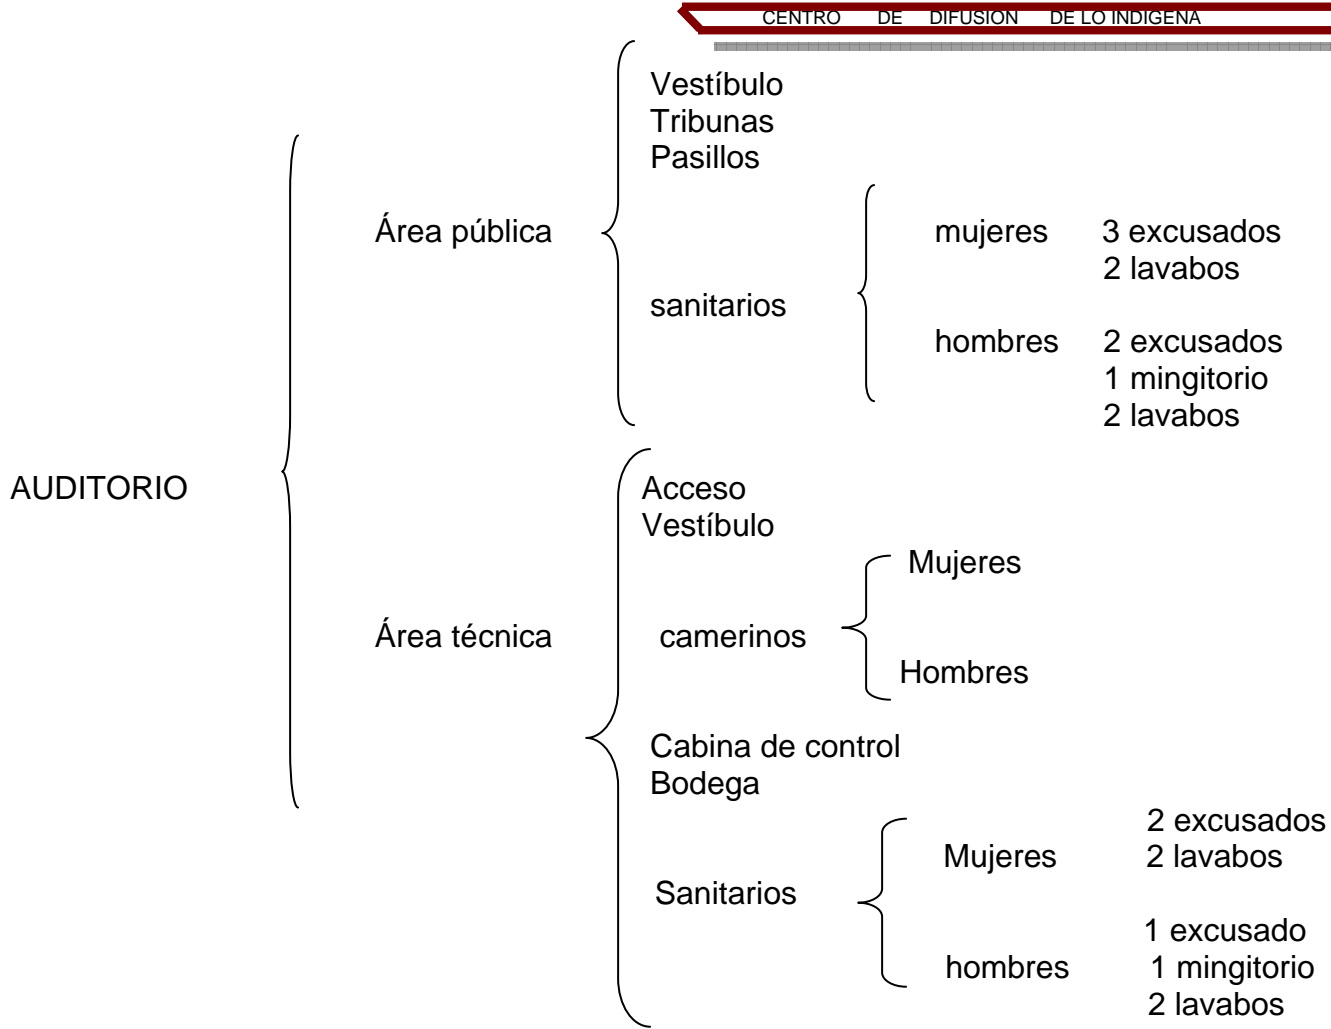 CENTRO DE DIFUSION DE LO INDIGENA
Vestíbulo
Tribunas
Pasillos
Área pública
mujeres 3 excusados
2 lavabos
sanitarios
hombres 2 excusados
1 mingitorio
2 lavabos
AUDITORIO
Acceso
Vestíbulo
Mujeres
Área técnica
camerinos
Hombres
Cabina de control
Bodega
2 excusados
Mujeres 2 lavabos
Sanitarios
1 excusado
hombres 1 mingitorio
2 lavabos